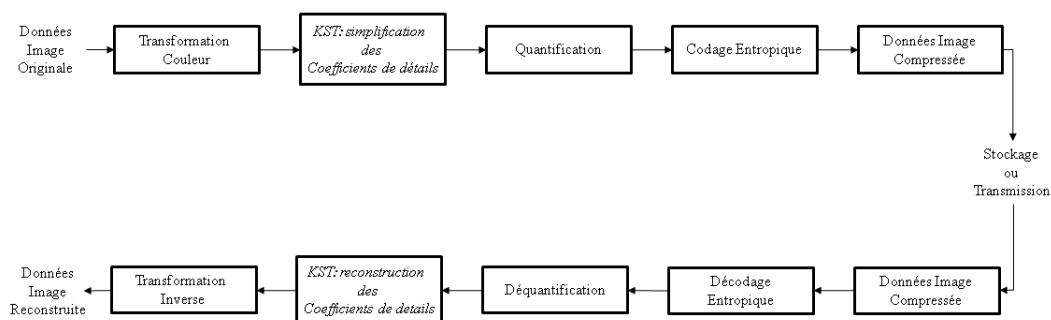 Données
Image
Originale
Transformation
Couleur
KST: simplification
des
Coefficients de détails
Quantification
Codage Entropique
Données Image
Compressée
Stockage
ou
Transmission
Données Image
Compressée
Décodage
Entropique
Déquantification
KST: reconstruction
des
Coefficients de details
Transformation
Inverse
Données
Image
Reconstruite